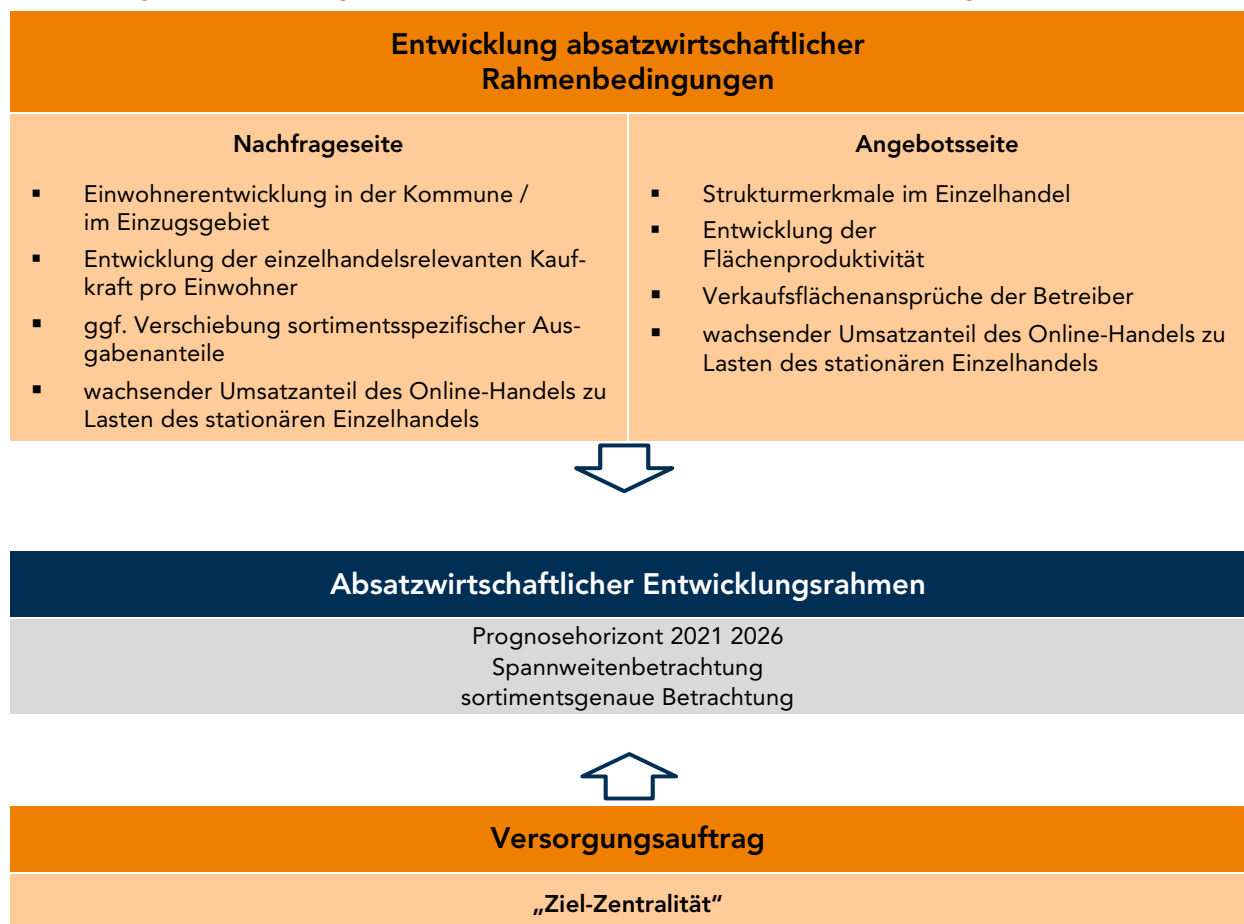 Entwicklung absatzwirtschaftlicher
Rahmenbedingungen
Nachfrageseite
▪ Einwohnerentwicklung in der Kommune /
im Einzugsgebiet
▪ Entwicklung der einzelhandelsrelevanten Kauf-
kraft pro Einwohner
▪ ggf. Verschiebung sortimentsspezifischer Aus-
gabenanteile
▪ wachsender Umsatzanteil des Online-Handels zu
Lasten des stationären Einzelhandels
Angebotsseite
▪ Strukturmerkmale im Einzelhandel
▪ Entwicklung der
Flächenproduktivität
▪ Verkaufsflächenansprüche der Betreiber
▪ wachsender Umsatzanteil des Online-Handels zu
Lasten des stationären Einzelhandels
Absatzwirtschaftlicher Entwicklungsrahmen
Prognosehorizont 2021 2026
Spannweitenbetrachtung
sortimentsgenaue Betrachtung
Versorgungsauftrag
„Ziel-Zentralität“